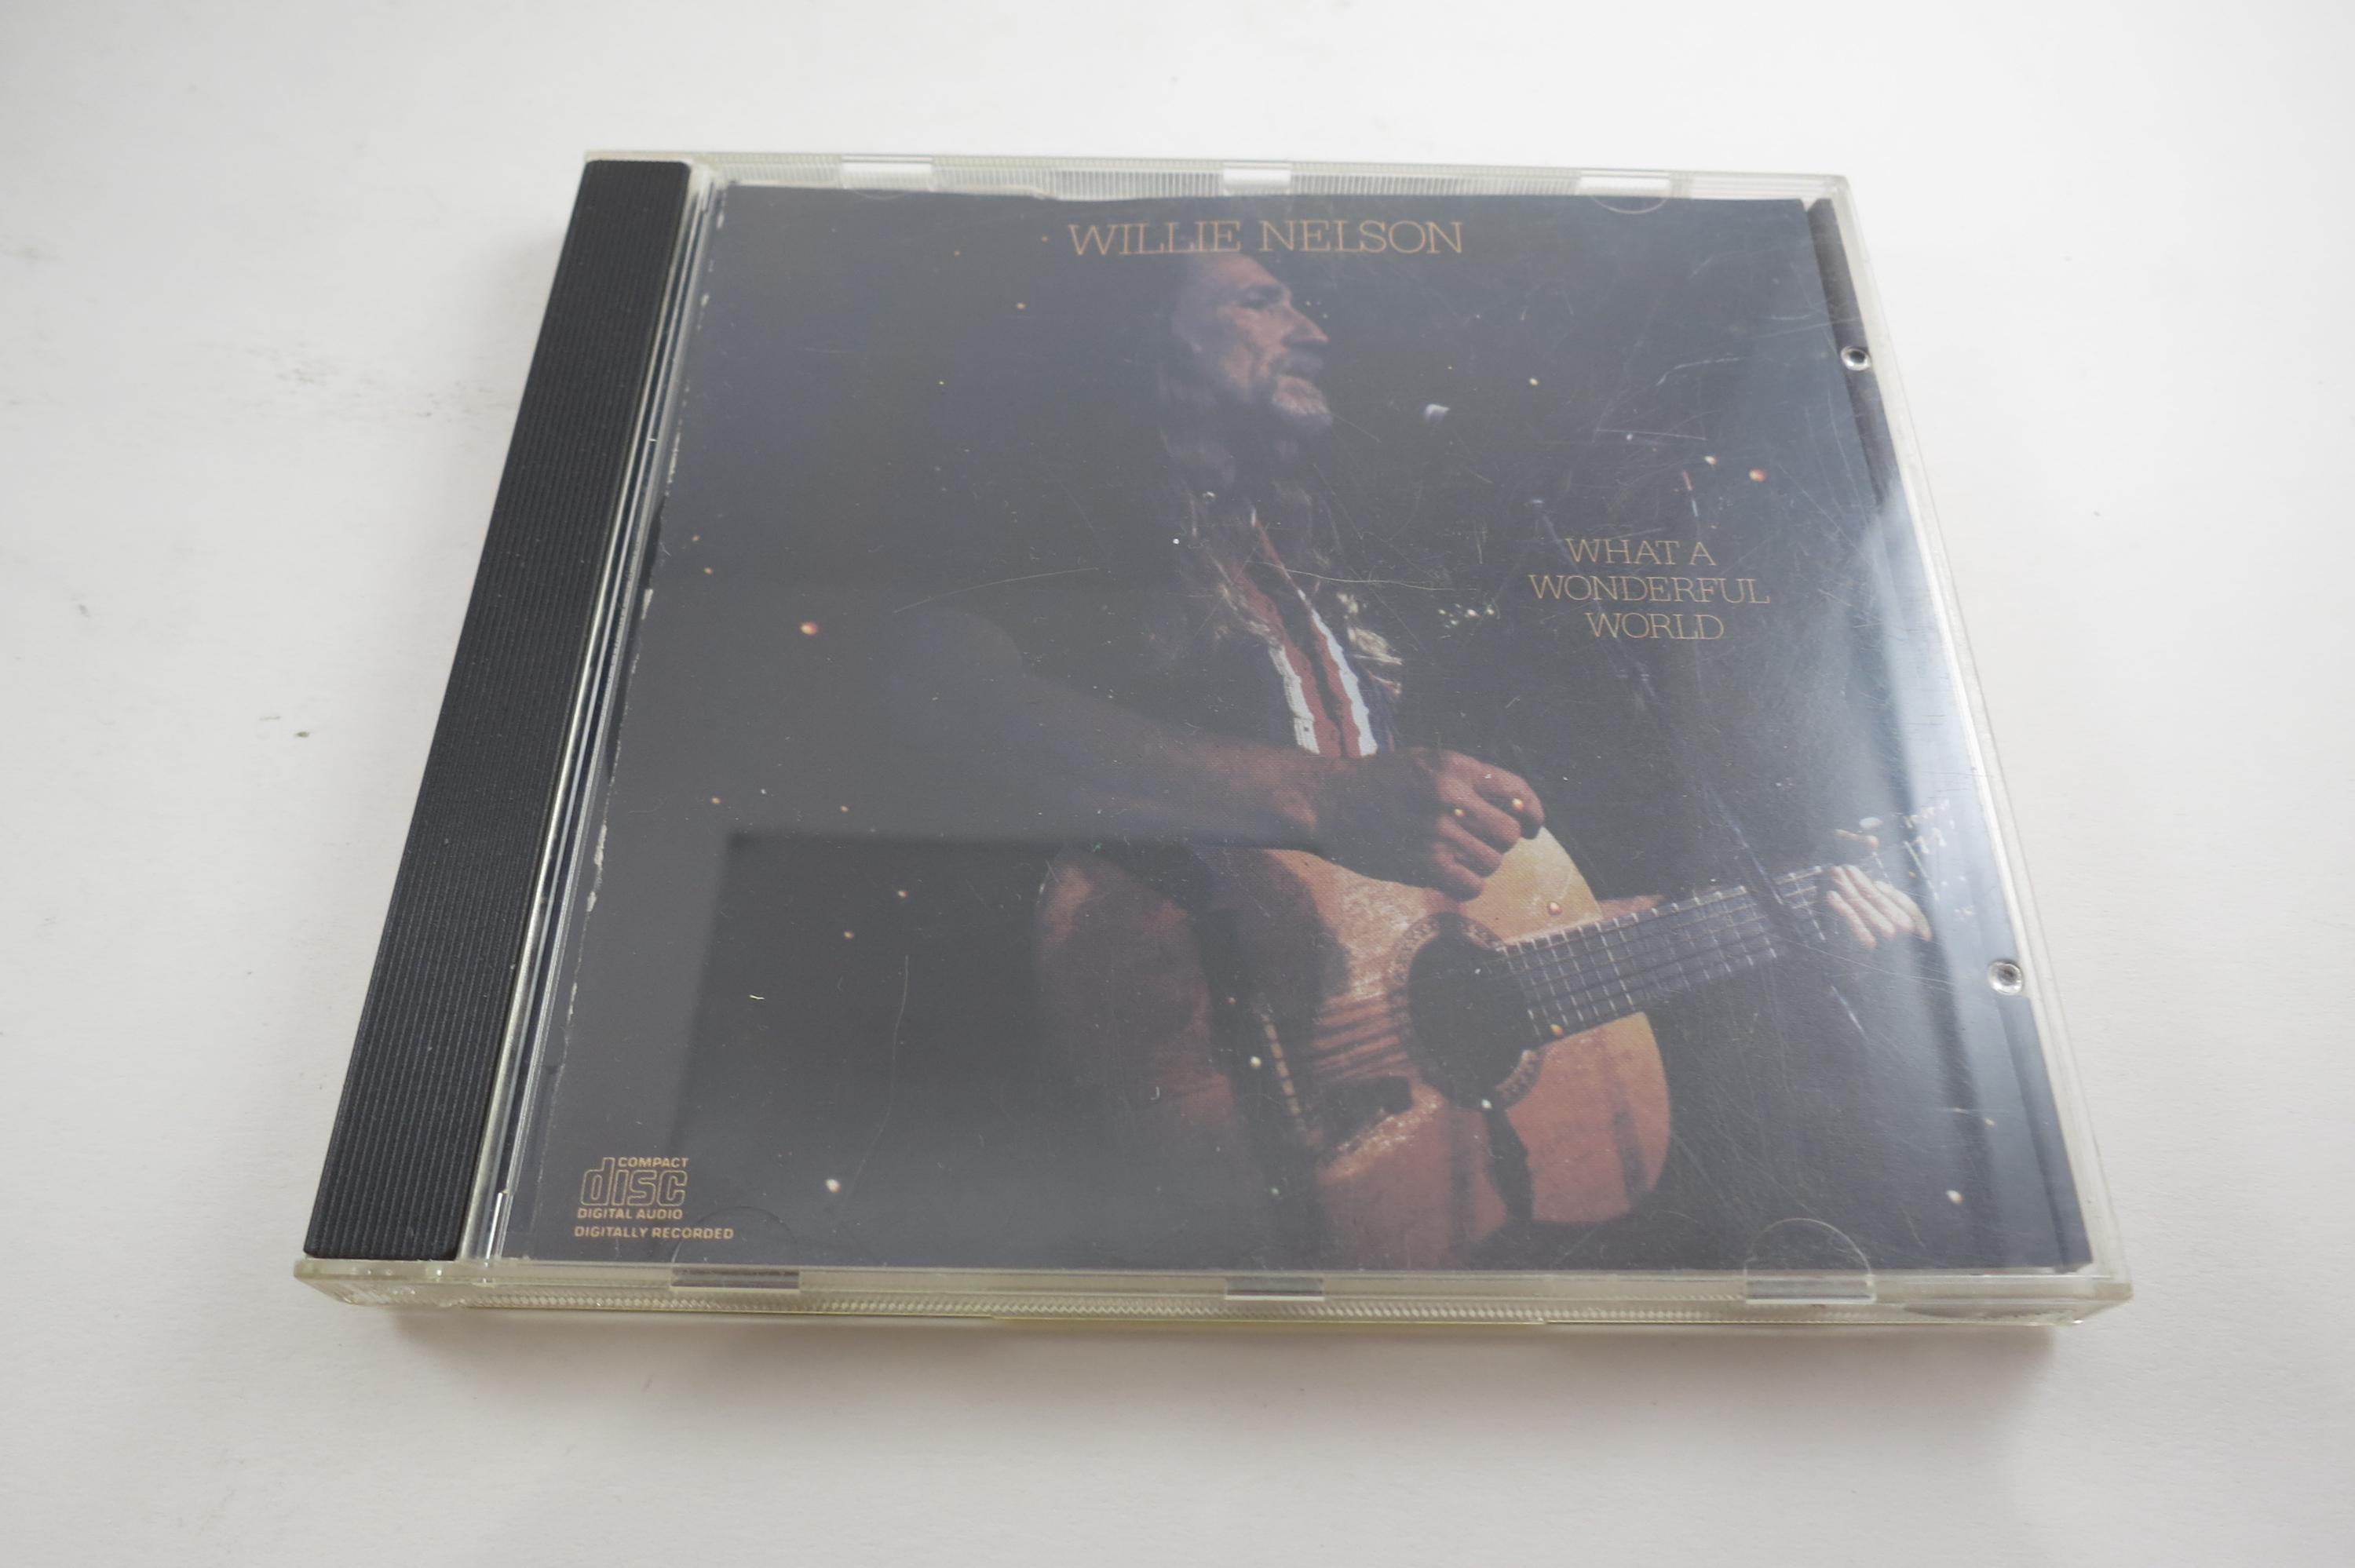 WILLIE NELSON
WHAT A
WONDERFUL
WORLD
COMPACT
disc
DIGITAL AUDIO
DIGITALLY RECORDED